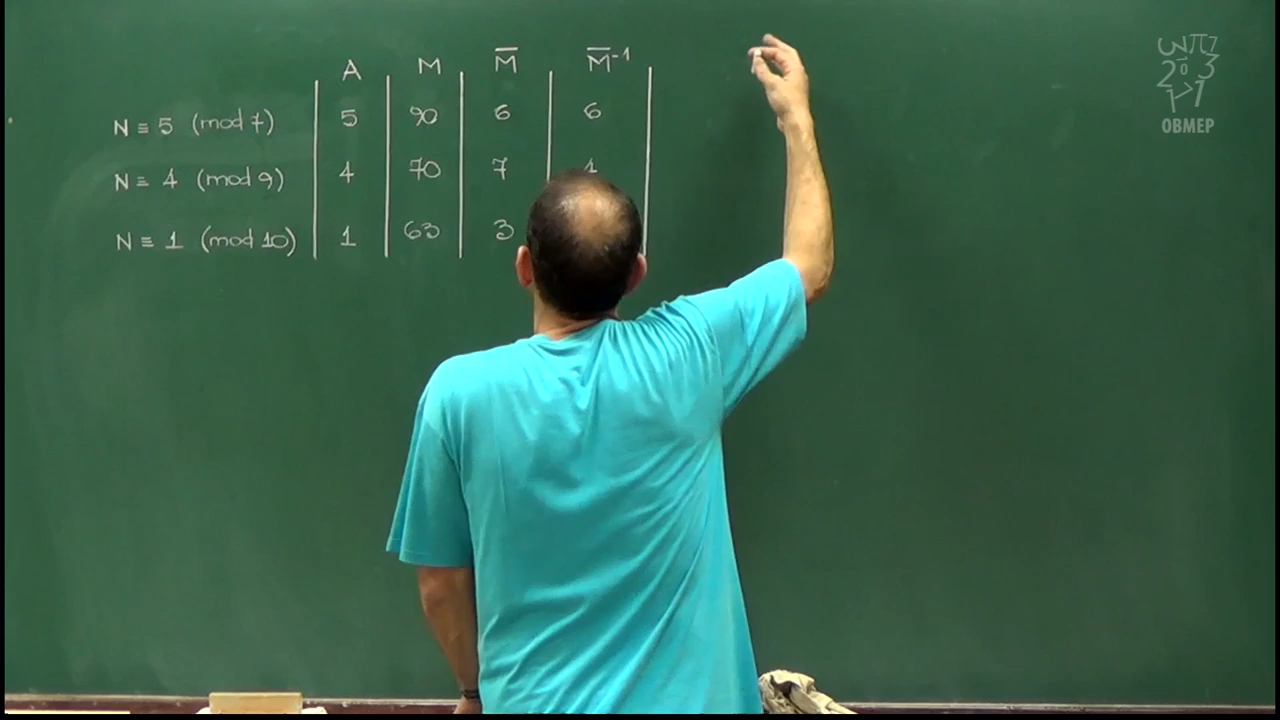 A M M̅ M̅⁻¹
N ≡ 5 (mod 7) 5 90 6 6
N ≡ 4 (mod 9) 4 70 7 4
N ≡ 1 (mod 10) 1 63 3
OBMEP